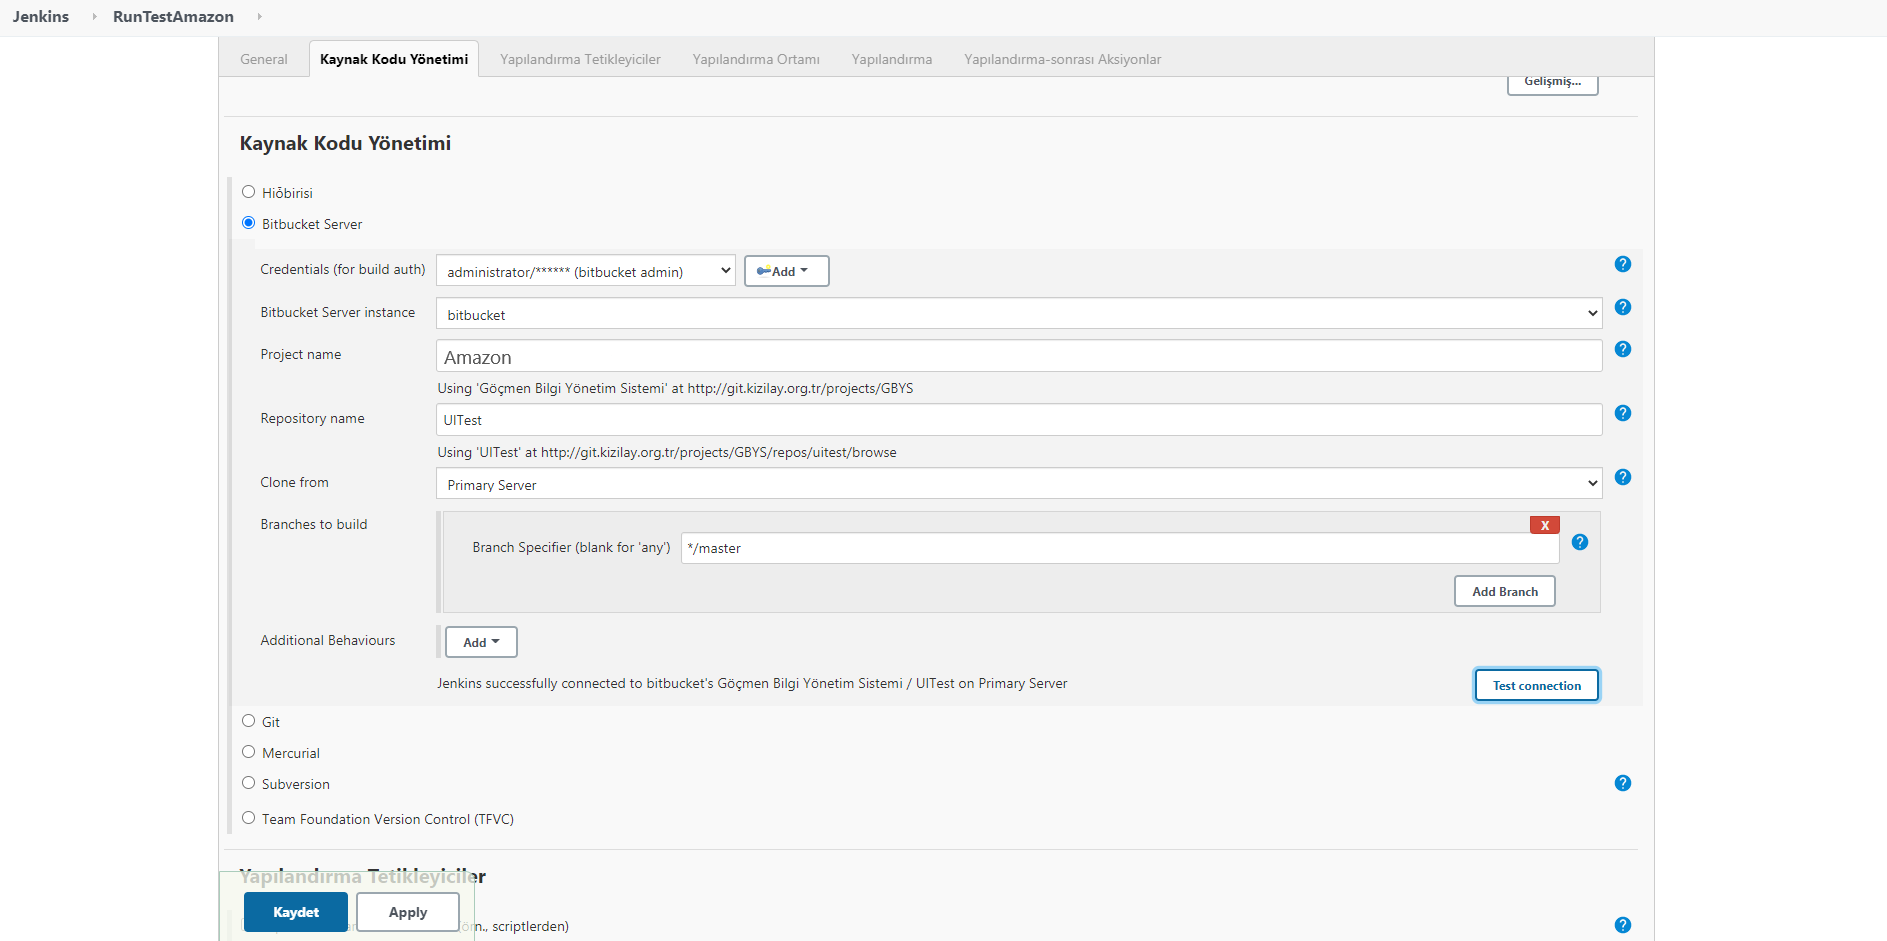 Jenkins RunTestAmazon
General Kaynak Kodu Yönetimi Yapılandırma Tetikleyiciler Yapılandırma Ortamı Yapılandırma Yapılandırma-sonrası Aksiyonlar
Gelişmiş...
Kaynak Kodu Yönetimi
Hiõbirisi
Bitbucket Server
Credentials (for build auth) administrator/****** (bitbucket admin) Add
Bitbucket Server instance bitbucket
Project name Amazon
Using 'Göçmen Bilgi Yönetim Sistemi' at http://git.kizilay.org.tr/projects/GBYS
Repository name UITest
Using 'UITest' at http://git.kizilay.org.tr/projects/GBYS/repos/uitest/browse
Clone from Primary Server
Branches to build
X
Branch Specifier (blank for 'any') */master
Add Branch
Additional Behaviours Add
Jenkins successfully connected to bitbucket's Göçmen Bilgi Yönetim Sistemi / UITest on Primary Server Test connection
Git
Mercurial
Subversion
Team Foundation Version Control (TFVC)
Yapılandırma Tetikleyiciler
Kaydet Apply
scriptlerden)